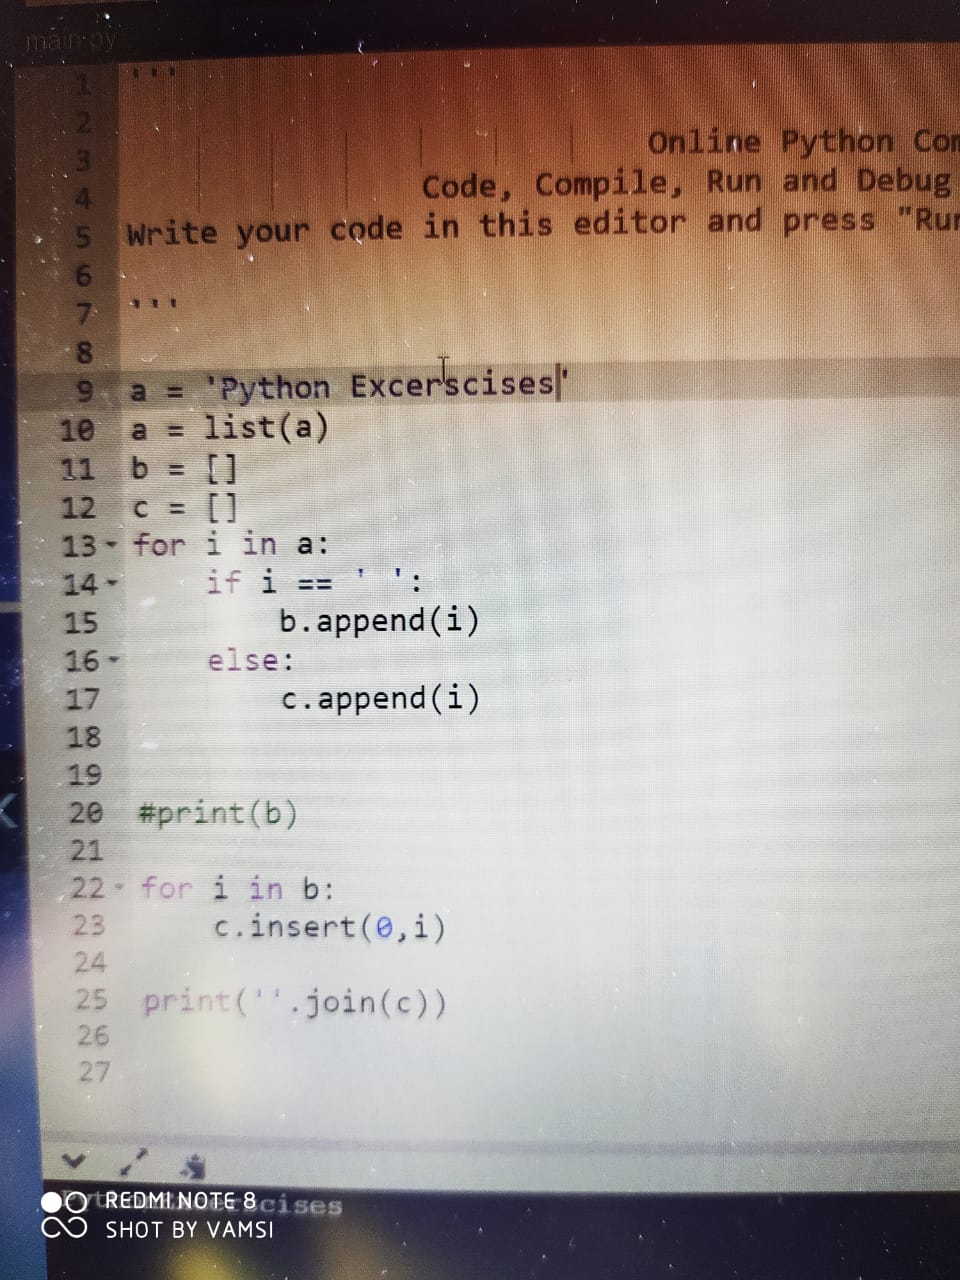 main.py
1 '''
2
3 Online Python Com
4 Code, Compile, Run and Debug
5 Write your code in this editor and press "Run
6
7 '''
8
9 a = 'Python Excerscises'
10 a = list(a)
11 b = []
12 c = []
13 for i in a:
14 if i == ' ':
15 b.append(i)
16 else:
17 c.append(i)
18
19
20 #print(b)
21
22 for i in b:
23 c.insert(0,i)
24
25 print(''.join(c))
26
27
cises
REDMI NOTE 8
SHOT BY VAMSI